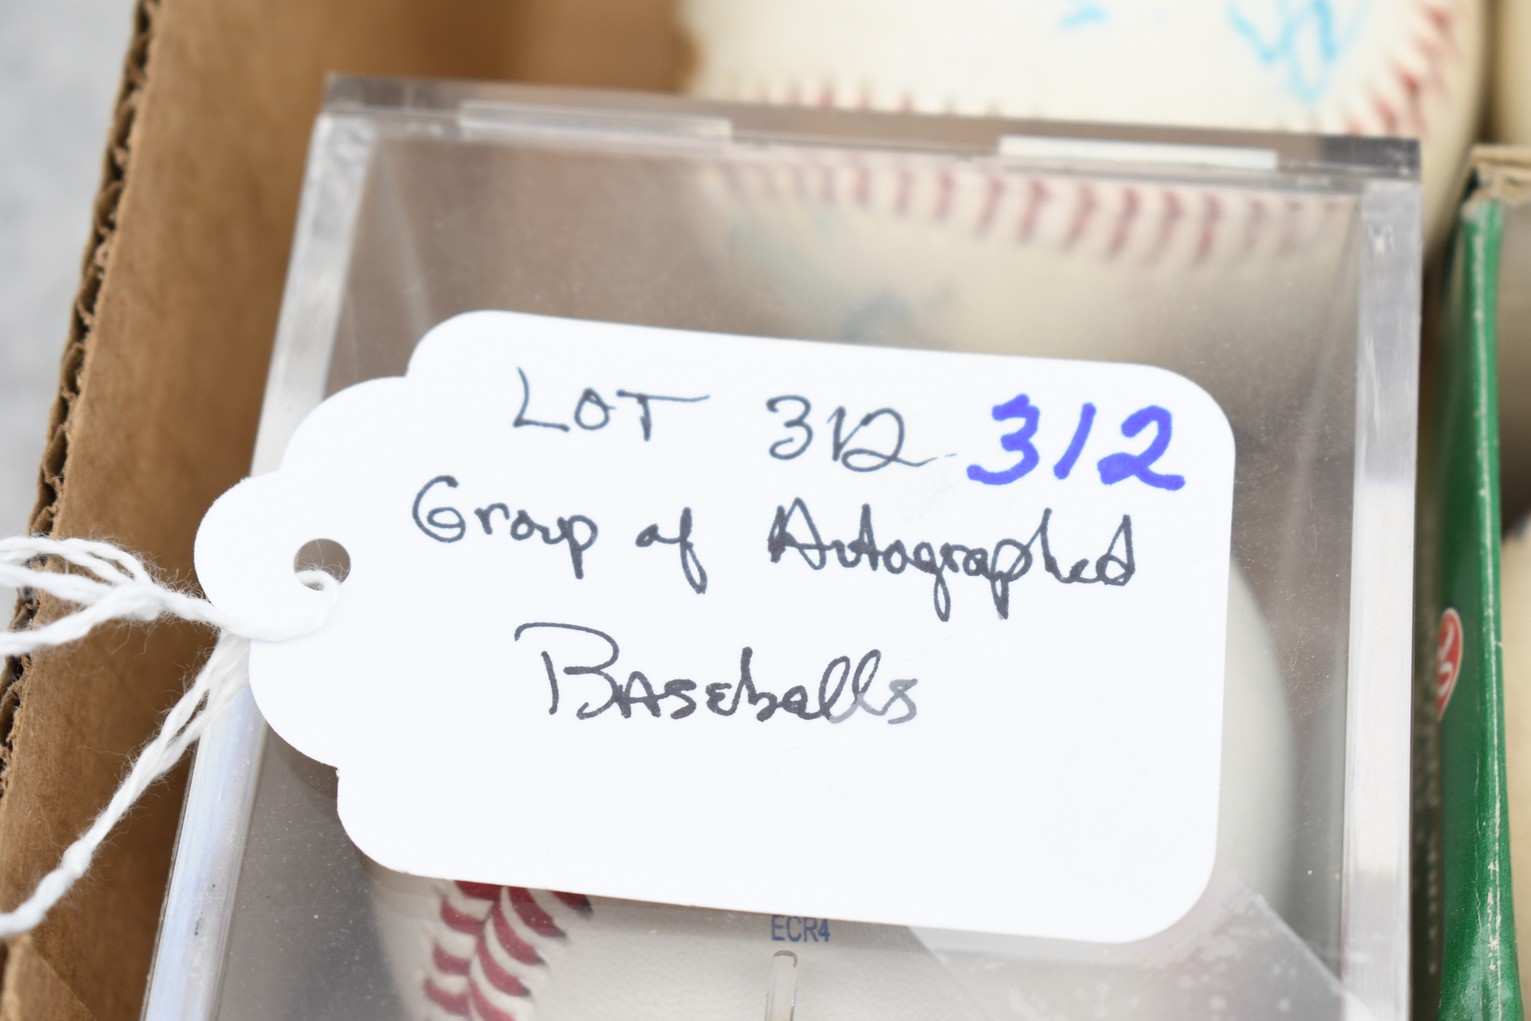 LOT 312 312
Group of Autographed
Baseballs
ECR4